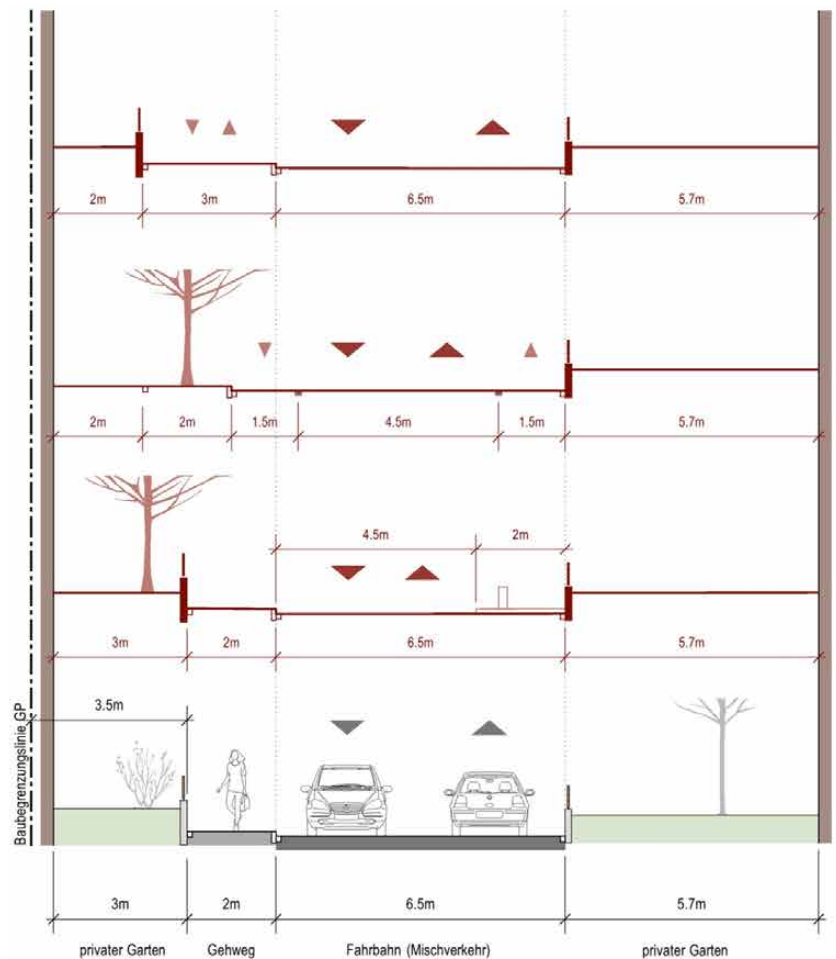 2m 3m 6.5m 5.7m
2m 2m 1.5m 4.5m 1.5m 5.7m
4.5m 2m
3m 2m 6.5m 5.7m
Baubegrenzungslinie GP
3.5m
3m 2m 6.5m 5.7m
privater Garten Gehweg Fahrbahn (Mischverkehr) privater Garten